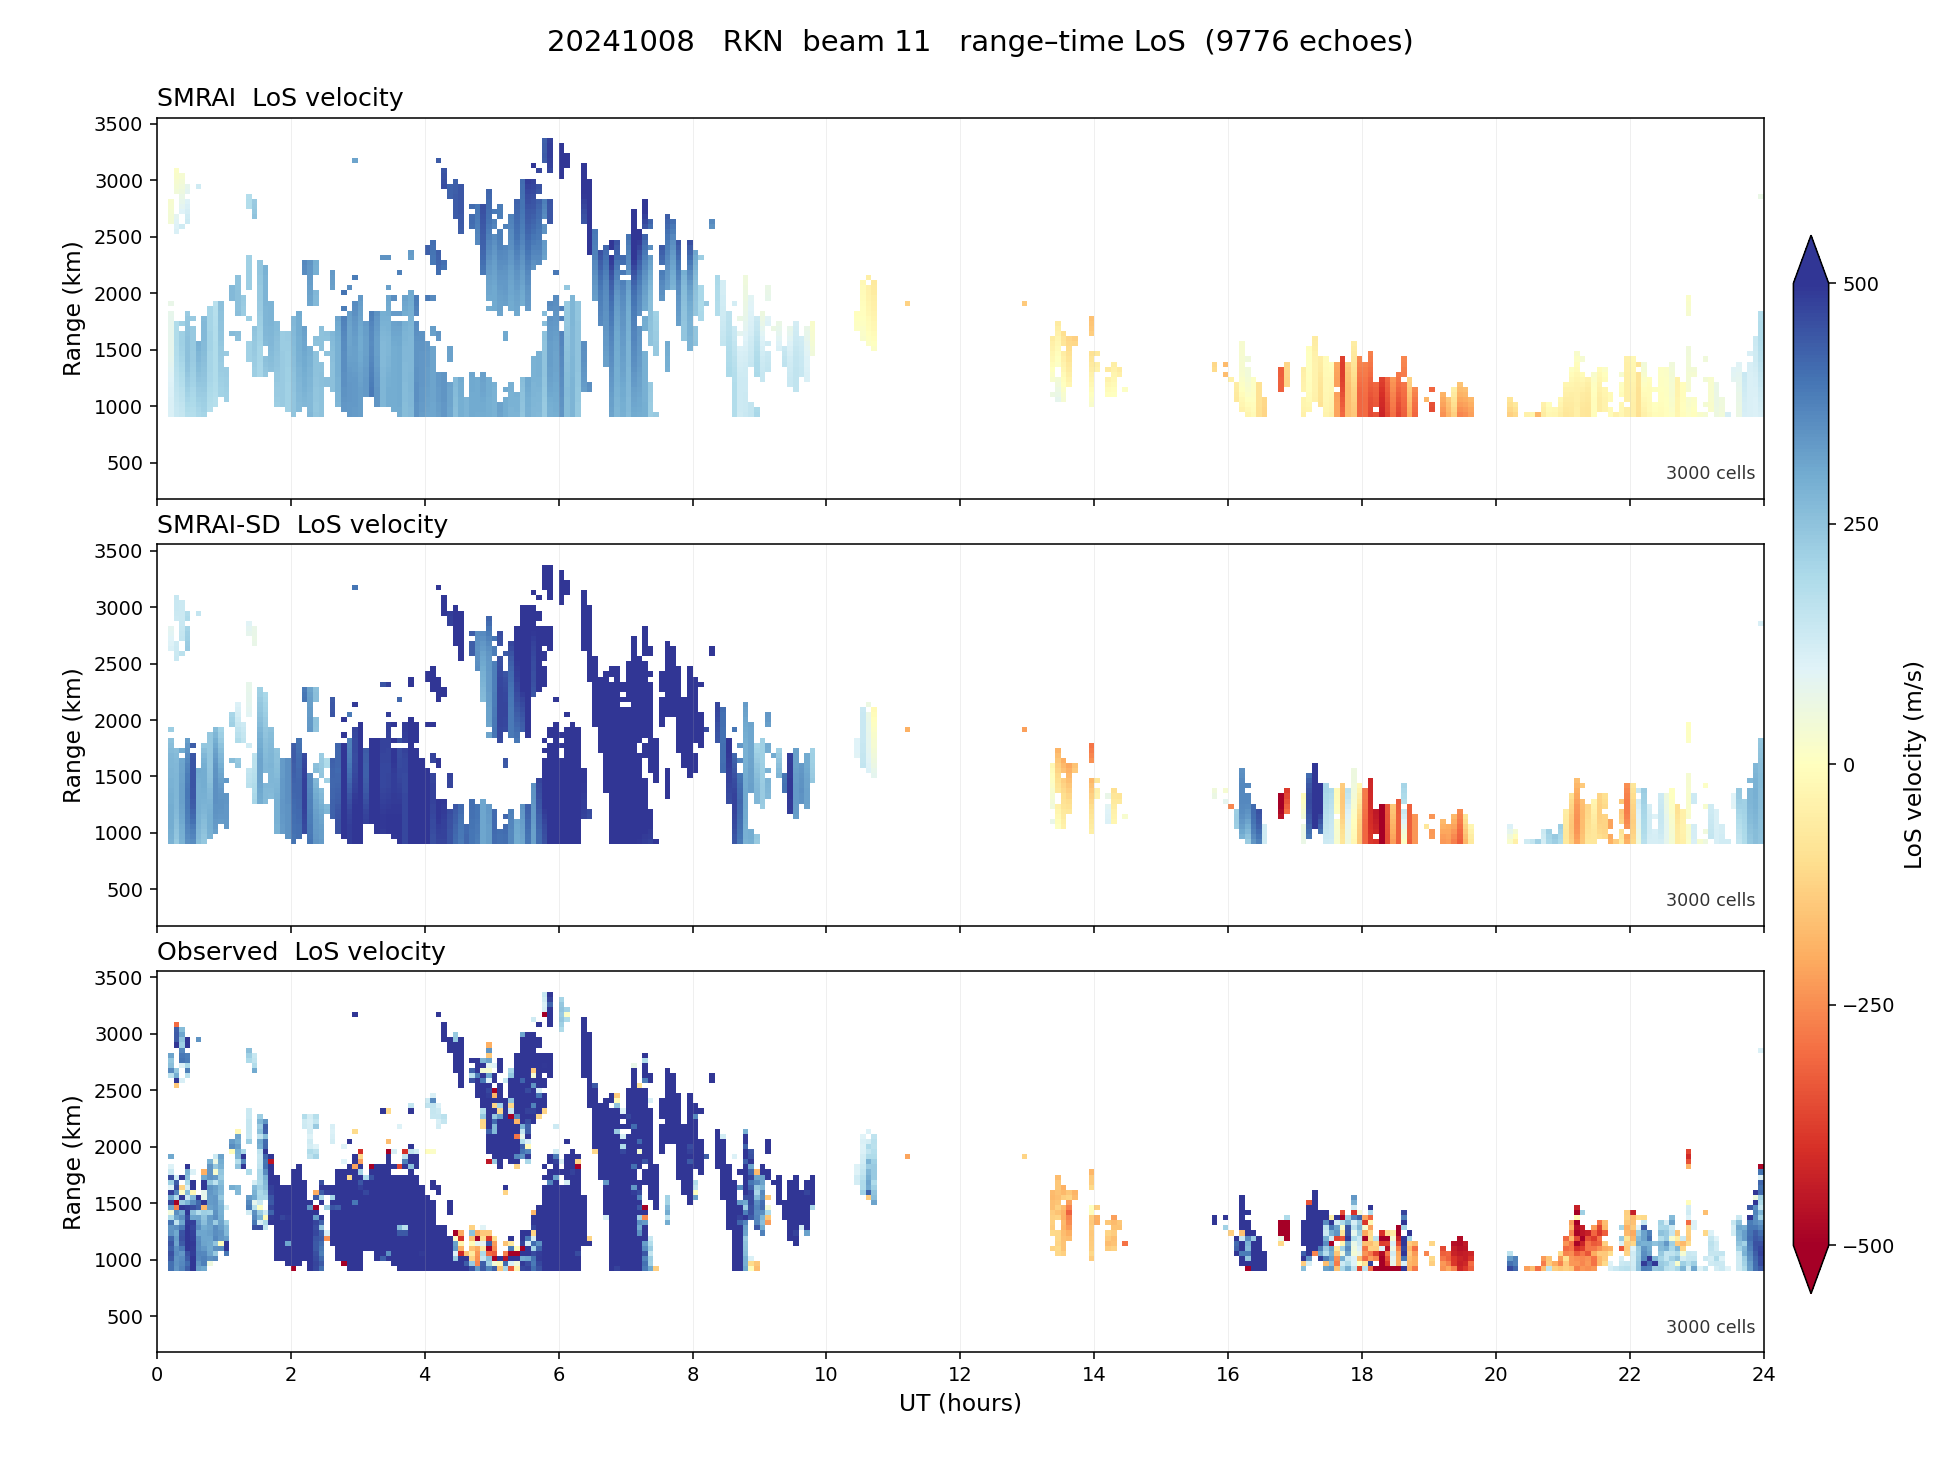 20241008   RKN  beam 11   range–time LoS  (9776 echoes)
SMRAI  LoS velocity
3500
3000
2500
2000
1500
1000
500
Range (km)
3000 cells
SMRAI-SD  LoS velocity
3500
3000
2500
2000
1500
1000
500
Range (km)
3000 cells
Observed  LoS velocity
3500
3000
2500
2000
1500
1000
500
Range (km)
3000 cells
0 2 4 6 8 10 12 14 16 18 20 22 24
UT (hours)
500
250
0
−250
−500
LoS velocity (m/s)